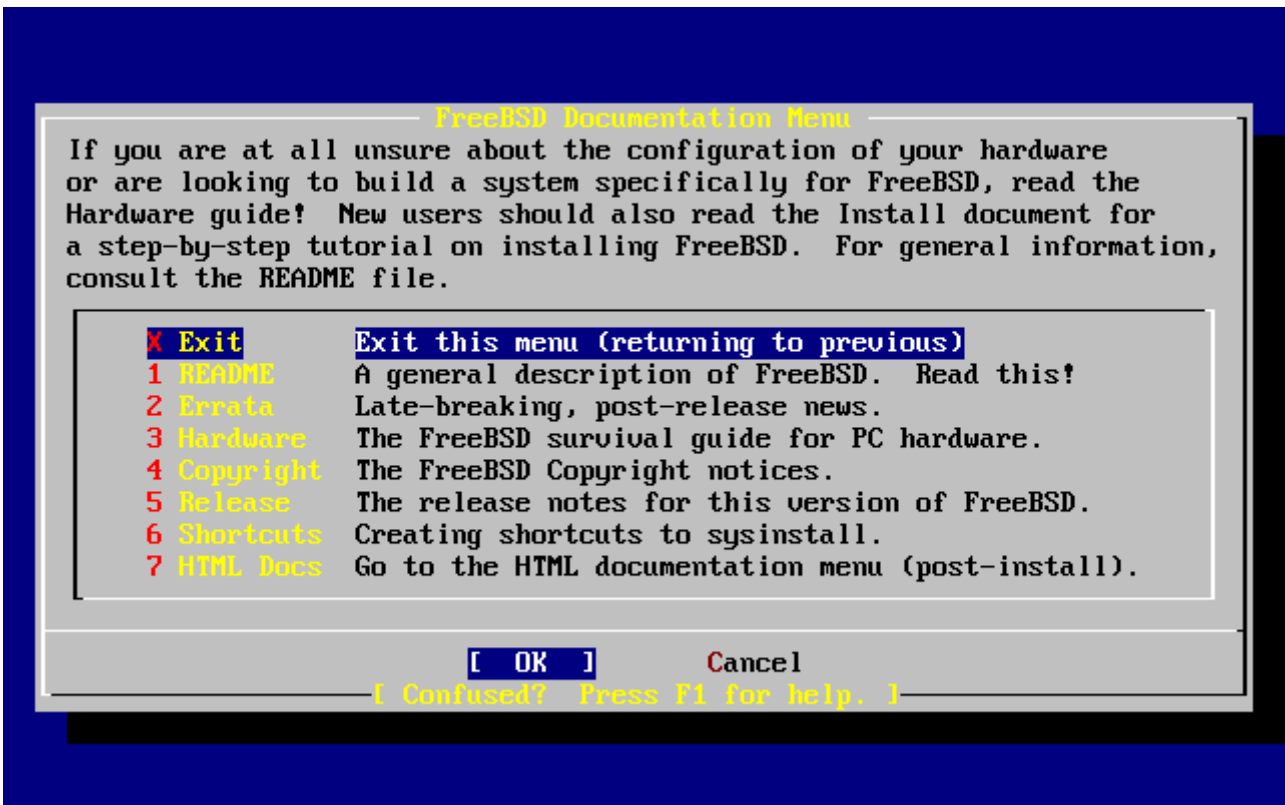 FreeBSD Documentation Menu
If you are at all unsure about the configuration of your hardware
or are looking to build a system specifically for FreeBSD, read the
Hardware guide!  New users should also read the Install document for
a step-by-step tutorial on installing FreeBSD.  For general information,
consult the README file.
X Exit Exit this menu (returning to previous)
1 README A general description of FreeBSD.  Read this!
2 Errata Late-breaking, post-release news.
3 Hardware The FreeBSD survival guide for PC hardware.
4 Copyright The FreeBSD Copyright notices.
5 Release The release notes for this version of FreeBSD.
6 Shortcuts Creating shortcuts to sysinstall.
7 HTML Docs Go to the HTML documentation menu (post-install).
[ OK ] Cancel
[ Confused?  Press F1 for help. ]